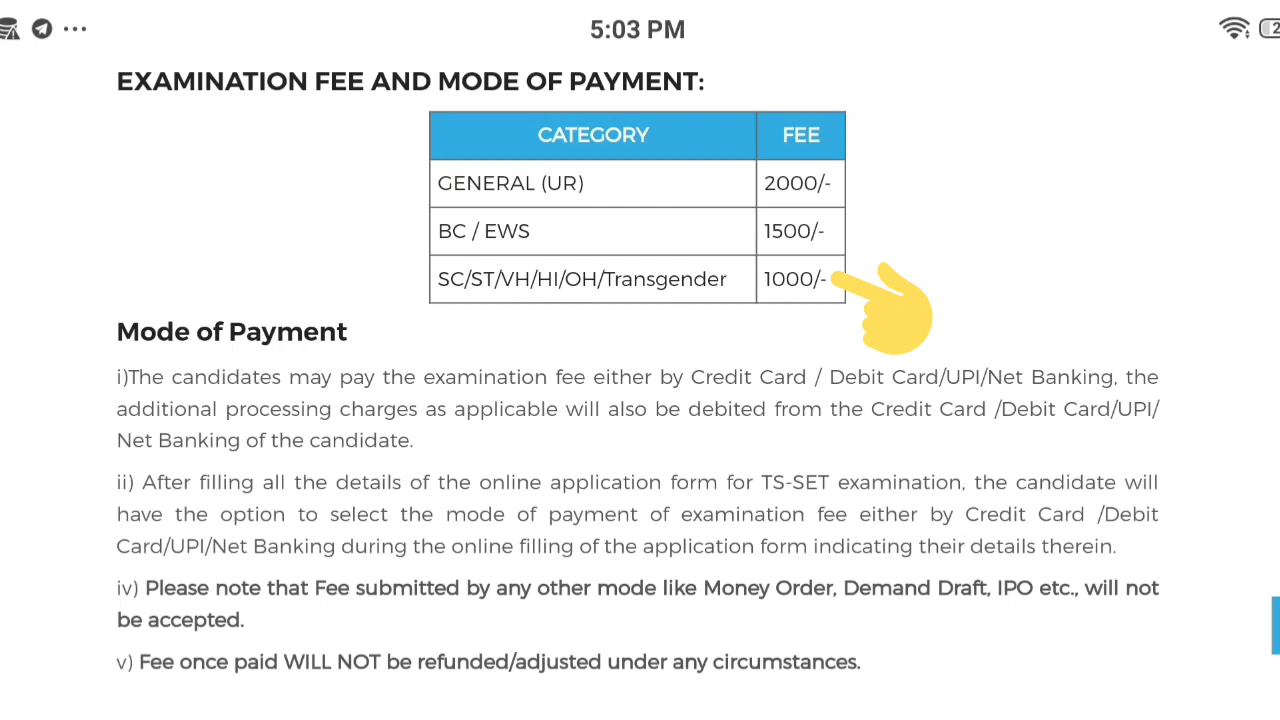 5:03 PM
EXAMINATION FEE AND MODE OF PAYMENT:
CATEGORY FEE
GENERAL (UR) 2000/-
BC / EWS 1500/-
SC/ST/VH/HI/OH/Transgender 1000/-
Mode of Payment
i)The candidates may pay the examination fee either by Credit Card / Debit Card/UPI/Net Banking, the
additional processing charges as applicable will also be debited from the Credit Card /Debit Card/UPI/
Net Banking of the candidate.
ii) After filling all the details of the online application form for TS-SET examination, the candidate will
have the option to select the mode of payment of examination fee either by Credit Card /Debit
Card/UPI/Net Banking during the online filling of the application form indicating their details therein.
iv) Please note that Fee submitted by any other mode like Money Order, Demand Draft, IPO etc., will not
be accepted.
v) Fee once paid WILL NOT be refunded/adjusted under any circumstances.